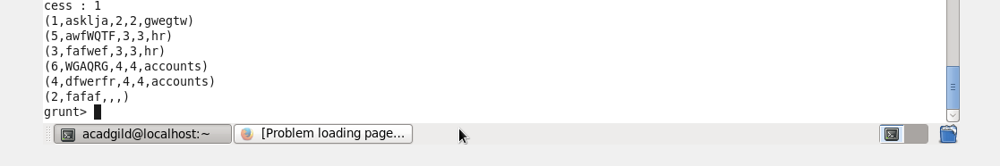 cess : 1
(1,asklja,2,2,gwegtw)
(5,awfWQTF,3,3,hr)
(3,fafwef,3,3,hr)
(6,WGAQRG,4,4,accounts)
(4,dfwerfr,4,4,accounts)
(2,fafaf,,,)
grunt>
acadgild@localhost:~
[Problem loading page...